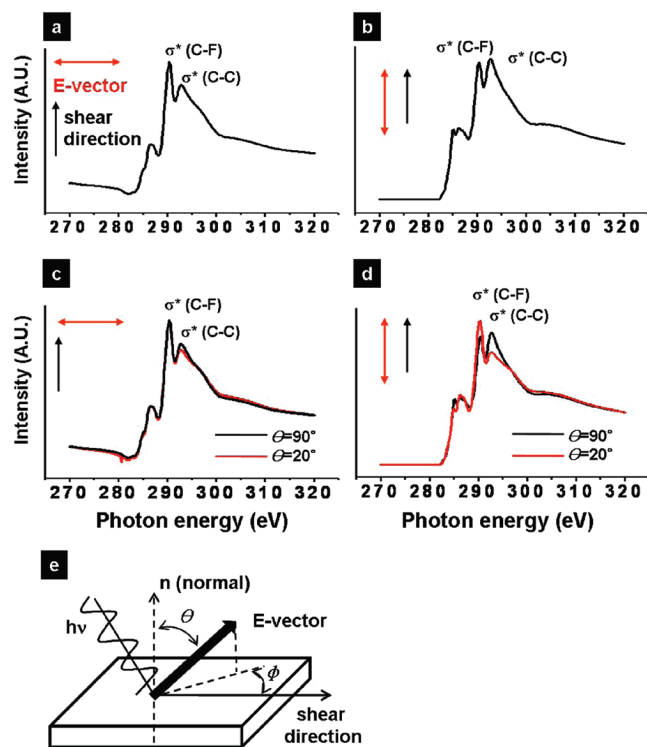 a
b
σ* (C-F)
σ* (C-C)
E-vector
shear
direction
σ* (C-F)
σ* (C-C)
Intensity (A.U.)
270 280 290 300 310 320
270 280 290 300 310 320
c
d
σ* (C-F)
σ* (C-C)
σ* (C-F)
σ* (C-C)
Intensity (A.U.)
Θ=90°
Θ=20°
Θ=90°
Θ=20°
270 280 290 300 310 320
270 280 290 300 310 320
Photon energy (eV)
Photon energy (eV)
e
n (normal)
hν
Θ
E-vector
ϕ
shear
direction